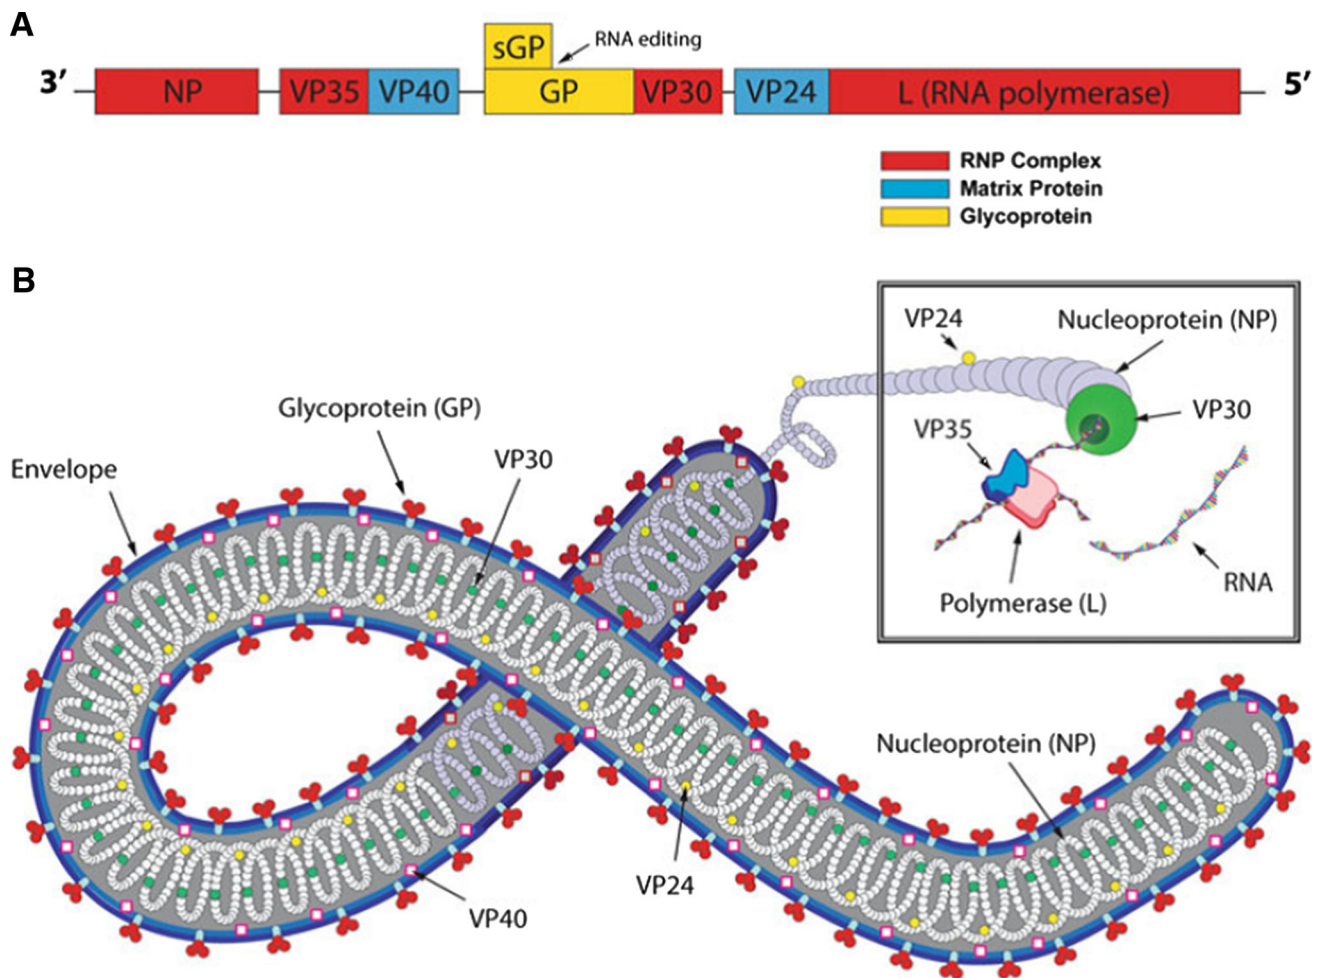 A
3′ NP VP35 VP40 sGP GP VP30 VP24 L (RNA polymerase) 5′
RNA editing
RNP Complex
Matrix Protein
Glycoprotein
B
VP24
Nucleoprotein (NP)
VP30
VP35
Polymerase (L)
RNA
Glycoprotein (GP)
VP30
Envelope
Nucleoprotein (NP)
VP24
VP40